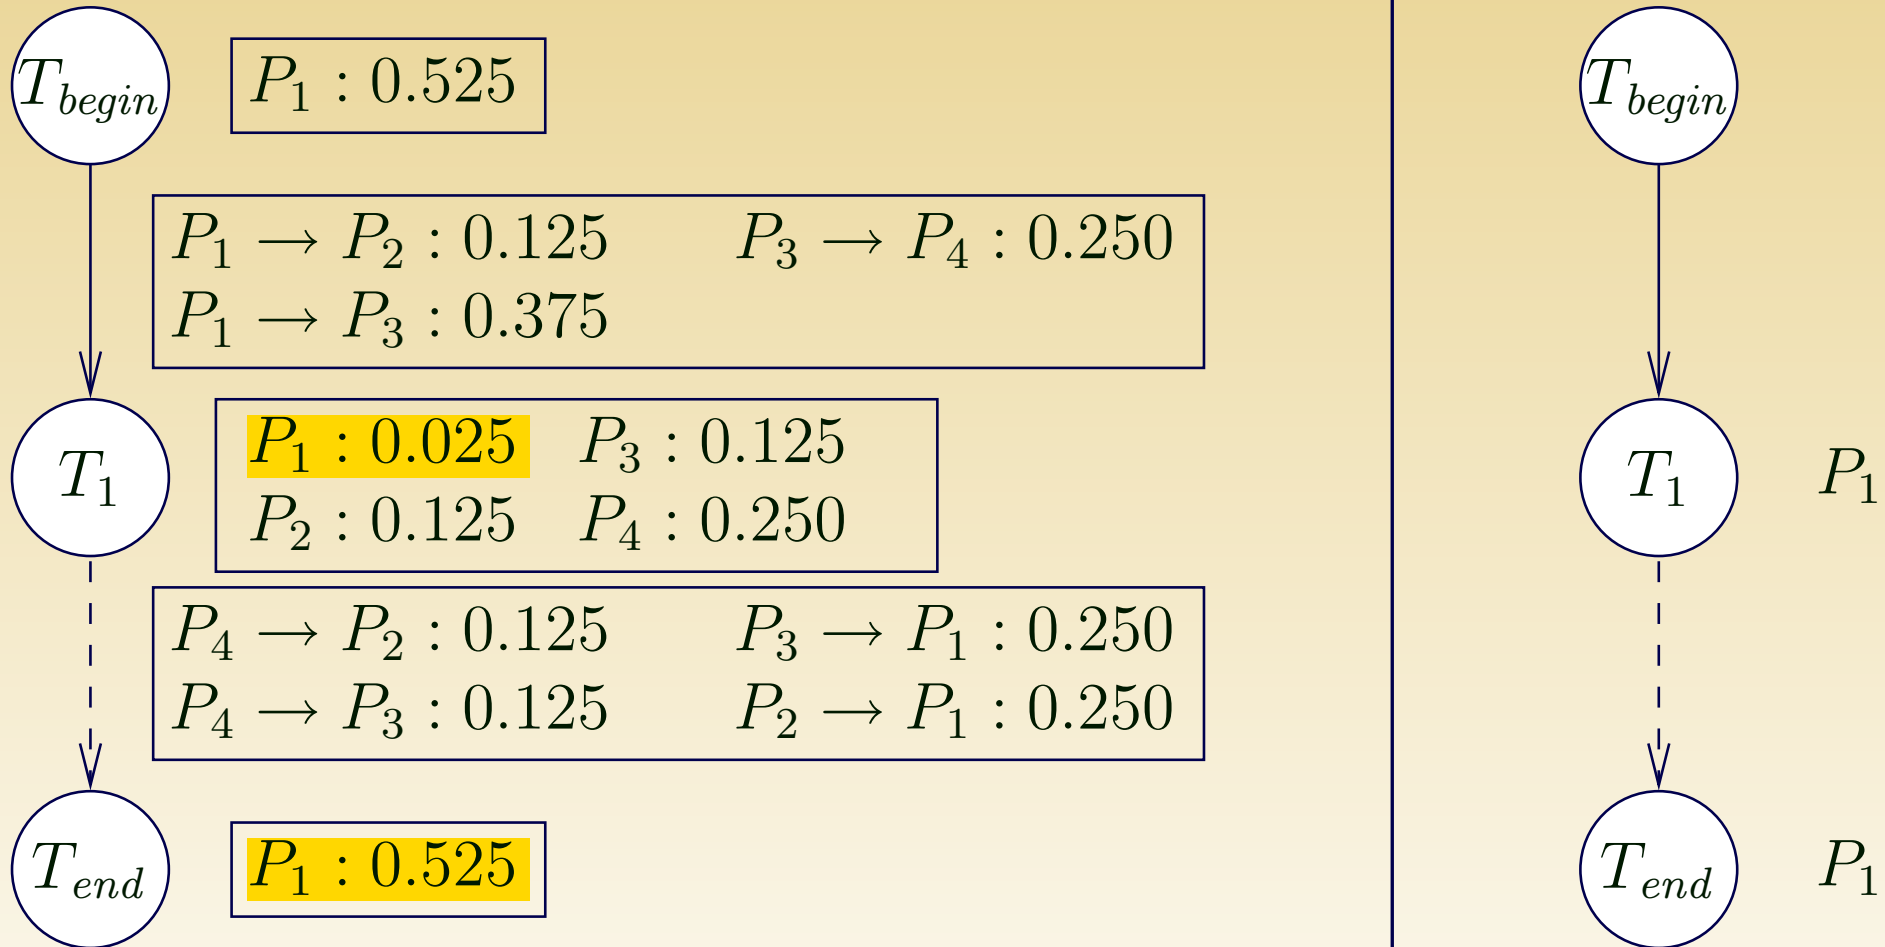 T_begin P_1 : 0.525
P_1 → P_2 : 0.125 P_3 → P_4 : 0.250
P_1 → P_3 : 0.375
T_1 P_1 : 0.025 P_3 : 0.125
P_2 : 0.125 P_4 : 0.250
P_4 → P_2 : 0.125 P_3 → P_1 : 0.250
P_4 → P_3 : 0.125 P_2 → P_1 : 0.250
T_end P_1 : 0.525
T_begin
T_1 P_1
T_end P_1